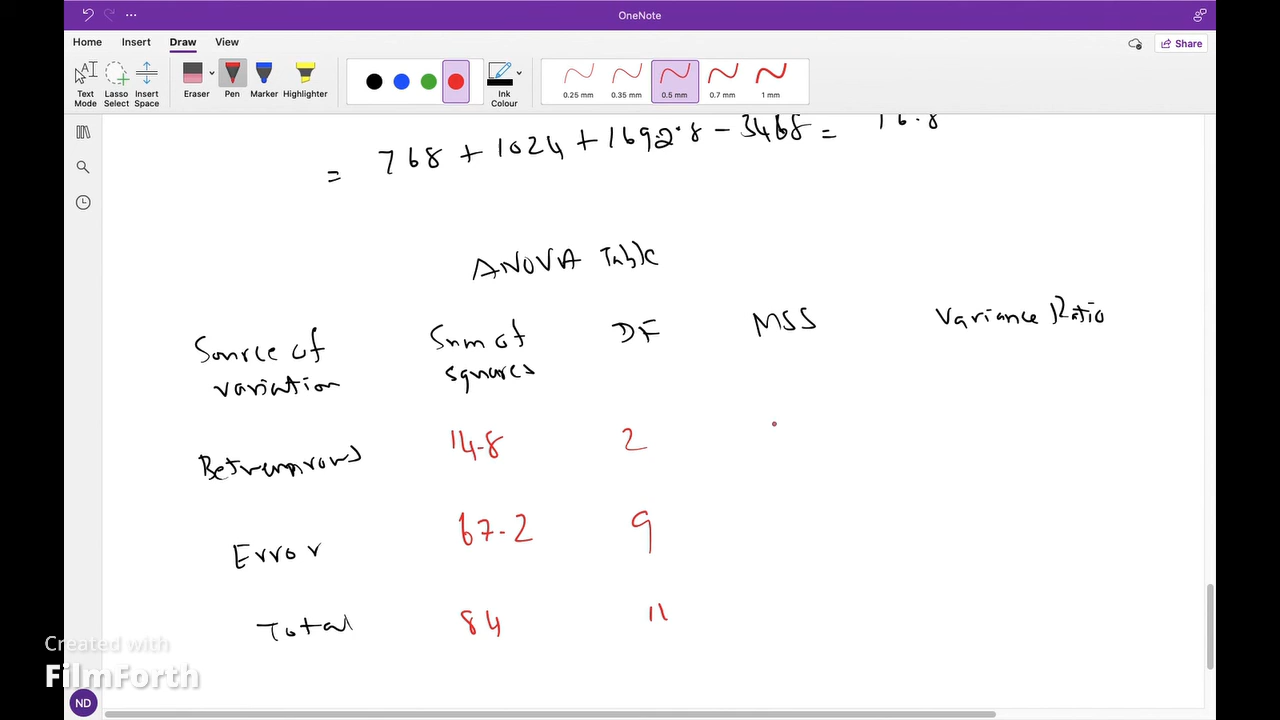 OneNote
Home Insert Draw View
Share
Text Mode Lasso Select Insert Space Eraser Pen Marker Highlighter Ink Colour 0.25 mm 0.35 mm 0.5 mm 0.7 mm 1 mm
= 768 + 1024 + 1692.8 - 3468 = 16.8
ANOVA Table
Source of variation Sum of squares DF MSS Variance Ratio
14.8 2
Error 67.2 9
Total 84 11
Created with
FilmForth
ND